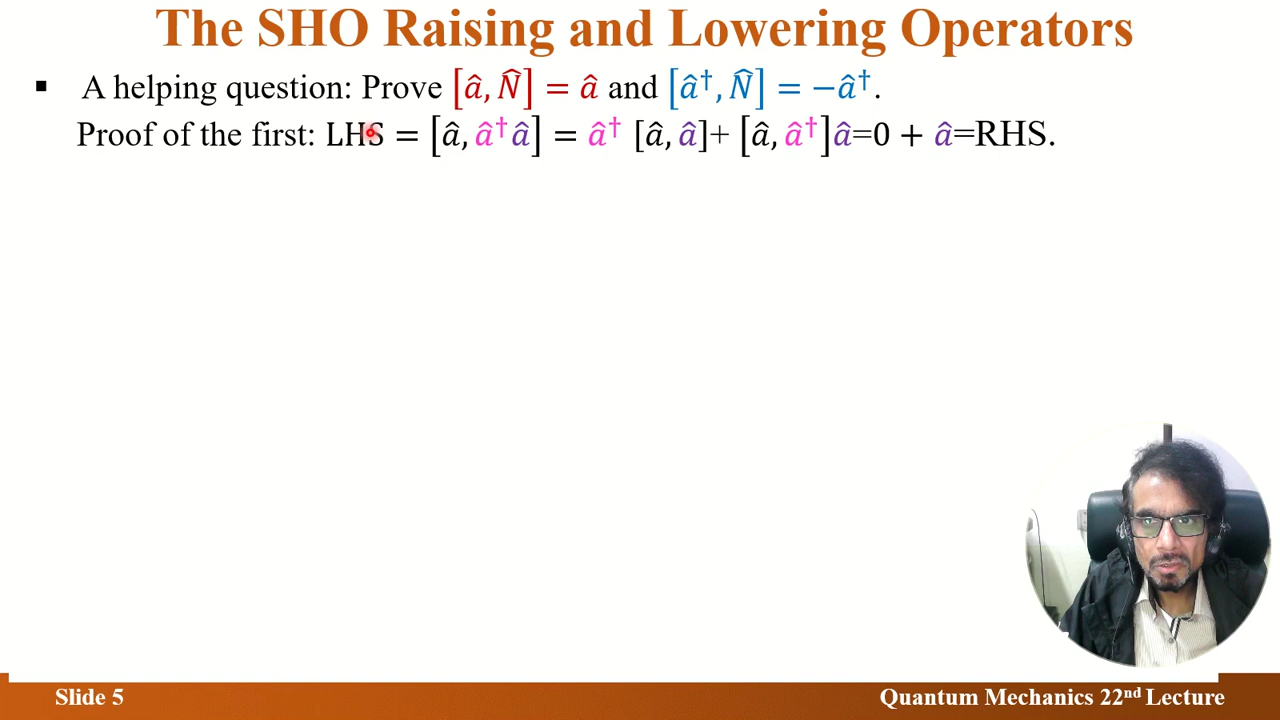 The SHO Raising and Lowering Operators
▪ A helping question: Prove [â, N̂] = â and [â†, N̂] = −â†.
Proof of the first: LHS = [â, â†â] = â† [â, â]+ [â, â†]â=0 + â=RHS.
Slide 5
Quantum Mechanics 22nd Lecture